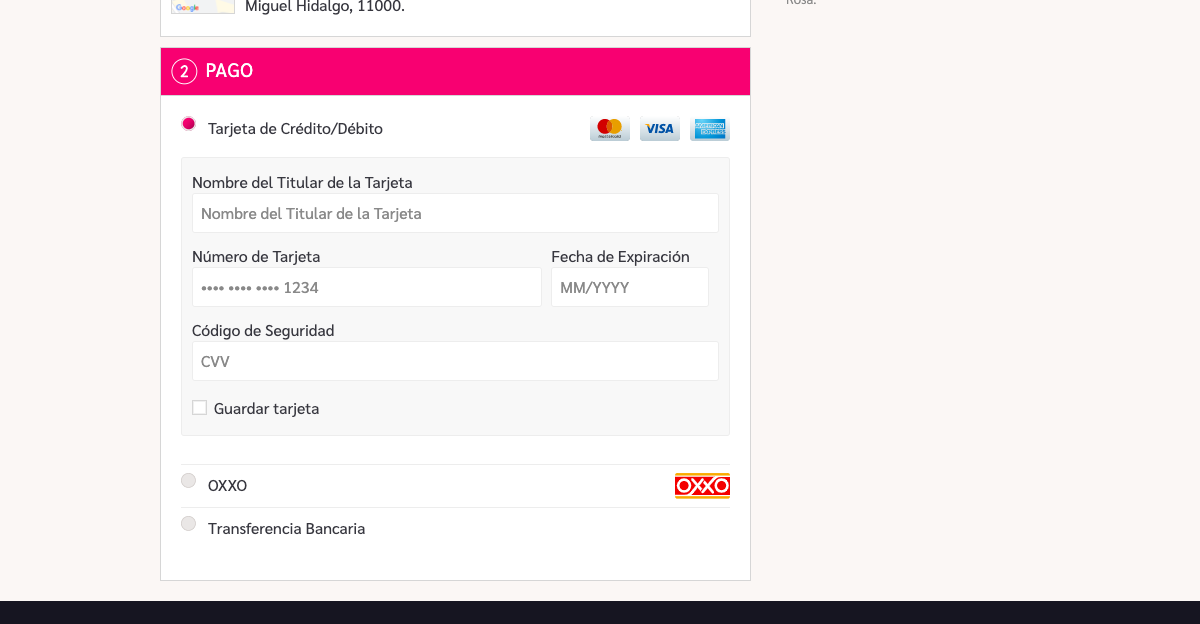 Google
Miguel Hidalgo, 11000.
Rosa.
2 PAGO
Tarjeta de Crédito/Débito
mastercard
VISA
AMERICAN EXPRESS
Nombre del Titular de la Tarjeta
Nombre del Titular de la Tarjeta
Número de Tarjeta
Fecha de Expiración
•••• •••• •••• 1234
MM/YYYY
Código de Seguridad
CVV
Guardar tarjeta
OXXO
OXXO
Transferencia Bancaria